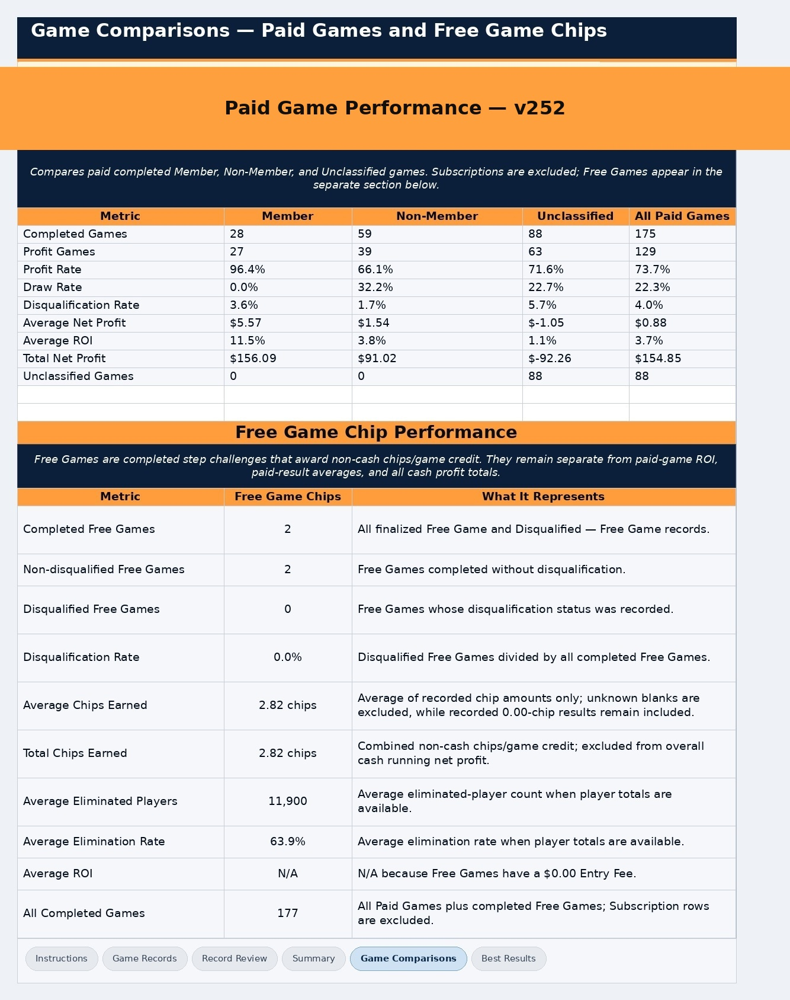 Game Comparisons — Paid Games and Free Game Chips
Paid Game Performance — v252
Compares paid completed Member, Non-Member, and Unclassified games. Subscriptions are excluded; Free Games appear in the
separate section below.
Metric Member Non-Member Unclassified All Paid Games
Completed Games 28 59 88 175
Profit Games 27 39 63 129
Profit Rate 96.4% 66.1% 71.6% 73.7%
Draw Rate 0.0% 32.2% 22.7% 22.3%
Disqualification Rate 3.6% 1.7% 5.7% 4.0%
Average Net Profit $5.57 $1.54 $-1.05 $0.88
Average ROI 11.5% 3.8% 1.1% 3.7%
Total Net Profit $156.09 $91.02 $-92.26 $154.85
Unclassified Games 0 0 88 88
Free Game Chip Performance
Free Games are completed step challenges that award non-cash chips/game credit. They remain separate from paid-game ROI,
paid-result averages, and all cash profit totals.
Metric Free Game Chips What It Represents
Completed Free Games 2 All finalized Free Game and Disqualified — Free Game records.
Non-disqualified Free Games 2 Free Games completed without disqualification.
Disqualified Free Games 0 Free Games whose disqualification status was recorded.
Disqualification Rate 0.0% Disqualified Free Games divided by all completed Free Games.
Average Chips Earned 2.82 chips Average of recorded chip amounts only; unknown blanks are
excluded, while recorded 0.00-chip results remain included.
Total Chips Earned 2.82 chips Combined non-cash chips/game credit; excluded from overall
cash running net profit.
Average Eliminated Players 11,900 Average eliminated-player count when player totals are
available.
Average Elimination Rate 63.9% Average elimination rate when player totals are available.
Average ROI N/A N/A because Free Games have a $0.00 Entry Fee.
All Completed Games 177 All Paid Games plus completed Free Games; Subscription rows
are excluded.
Instructions Game Records Record Review Summary Game Comparisons Best Results